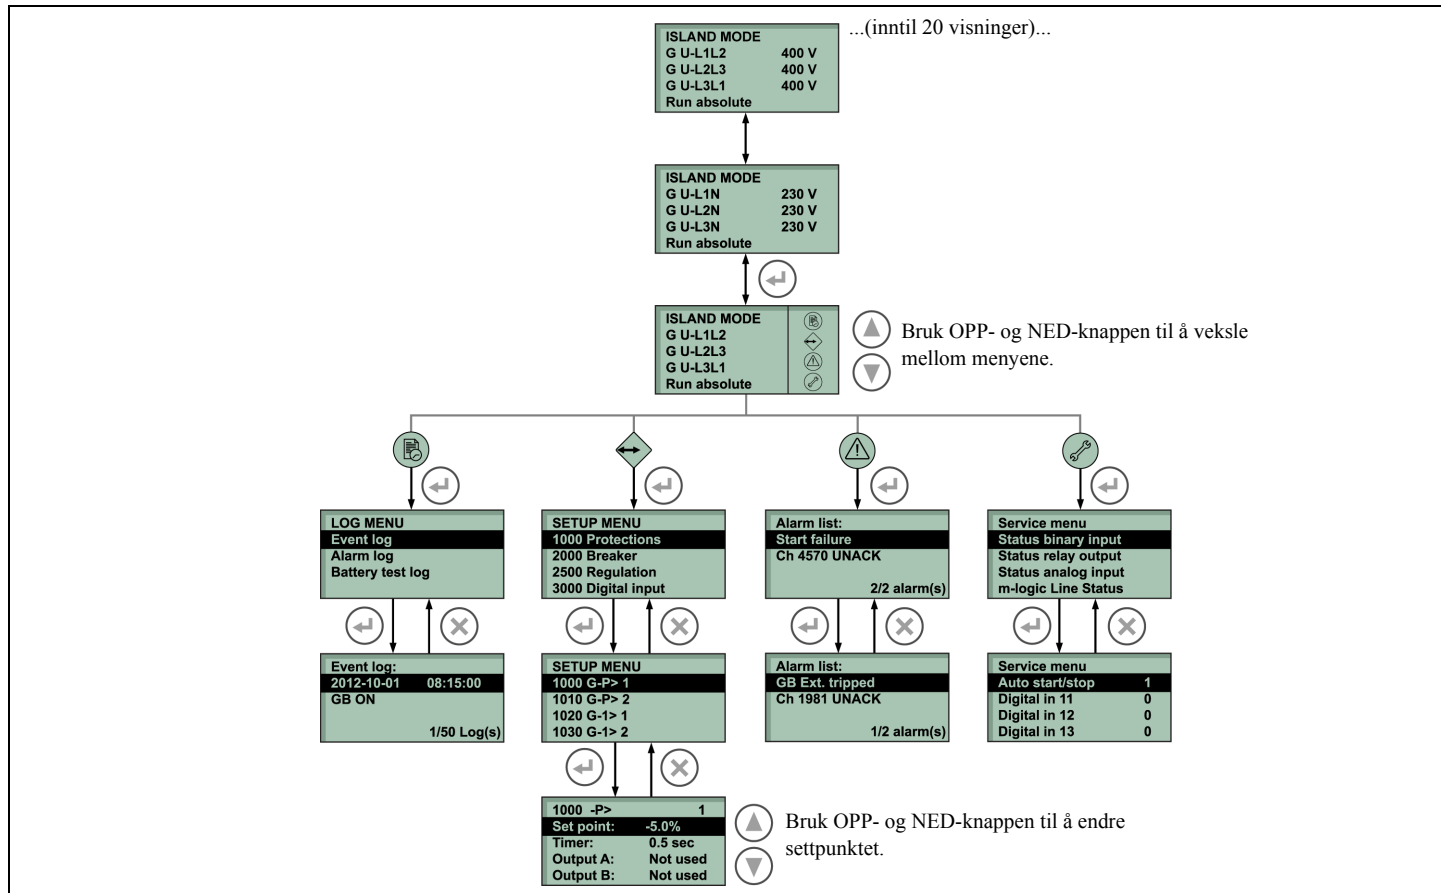 ISLAND MODE
G U-L1L2 400 V
G U-L2L3 400 V
G U-L3L1 400 V
Run absolute
...(inntil 20 visninger)...
ISLAND MODE
G U-L1N 230 V
G U-L2N 230 V
G U-L3N 230 V
Run absolute
ISLAND MODE
G U-L1L2
G U-L2L3
G U-L3L1
Run absolute
Bruk OPP- og NED-knappen til å veksle
mellom menyene.
LOG MENU
Event log
Alarm log
Battery test log
SETUP MENU
1000 Protections
2000 Breaker
2500 Regulation
3000 Digital input
Alarm list:
Start failure
Ch 4570 UNACK
2/2 alarm(s)
Service menu
Status binary input
Status relay output
Status analog input
m-logic Line Status
Event log:
2012-10-01 08:15:00
GB ON
1/50 Log(s)
SETUP MENU
1000 G-P> 1
1010 G-P> 2
1020 G-1> 1
1030 G-1> 2
Alarm list:
GB Ext. tripped
Ch 1981 UNACK
1/2 alarm(s)
Service menu
Auto start/stop 1
Digital in 11 0
Digital in 12 0
Digital in 13 0
1000 -P> 1
Set point: -5.0%
Timer: 0.5 sec
Output A: Not used
Output B: Not used
Bruk OPP- og NED-knappen til å endre
settpunktet.